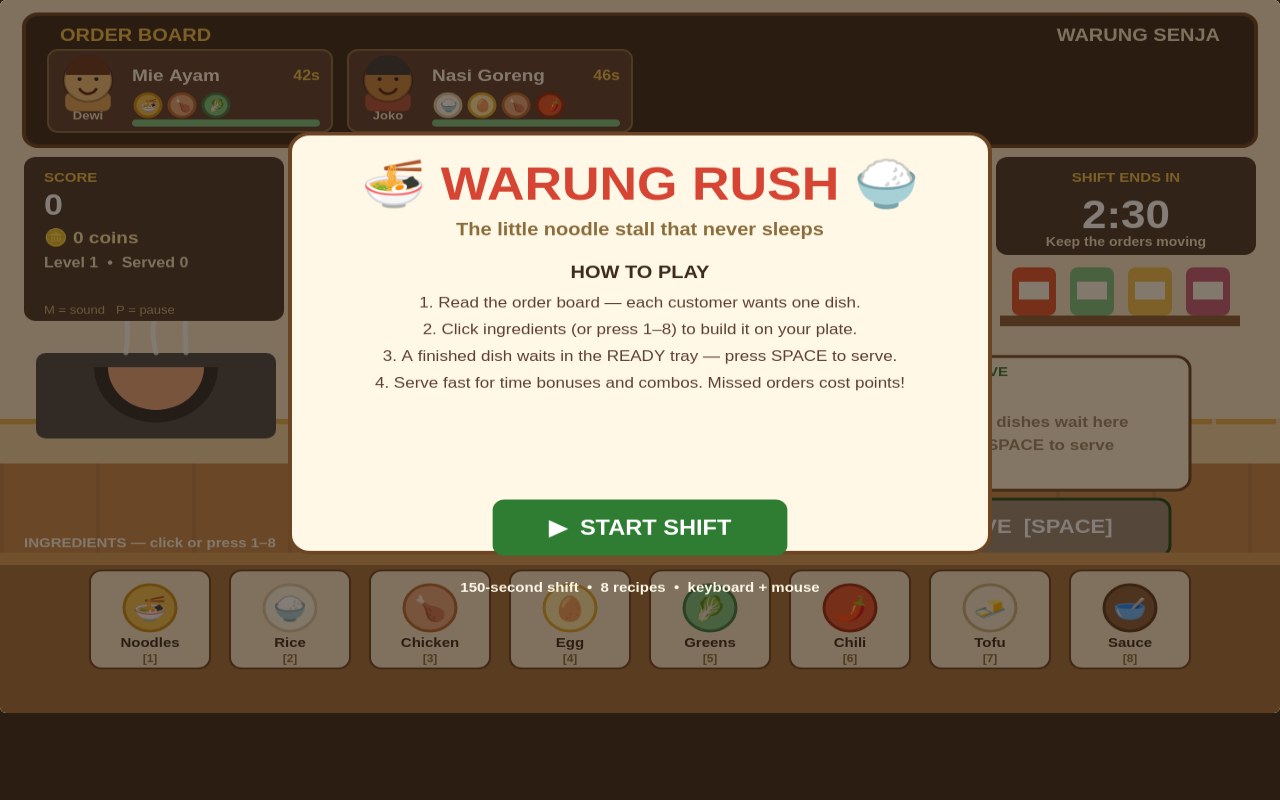 ORDER BOARD
WARUNG SENJA
Mie Ayam 42s
Dewi
Nasi Goreng 46s
Joko
SCORE
0
0 coins
Level 1 • Served 0
M = sound P = pause
SHIFT ENDS IN
2:30
Keep the orders moving
WARUNG RUSH
The little noodle stall that never sleeps
HOW TO PLAY
1. Read the order board — each customer wants one dish.
2. Click ingredients (or press 1–8) to build it on your plate.
3. A finished dish waits in the READY tray — press SPACE to serve.
4. Serve fast for time bonuses and combos. Missed orders cost points!
▶ START SHIFT
150-second shift • 8 recipes • keyboard + mouse
VE
dishes wait here
SPACE to serve
VE [SPACE]
INGREDIENTS — click or press 1–8
Noodles
[1]
Rice
[2]
Chicken
[3]
Egg
[4]
Greens
[5]
Chili
[6]
Tofu
[7]
Sauce
[8]